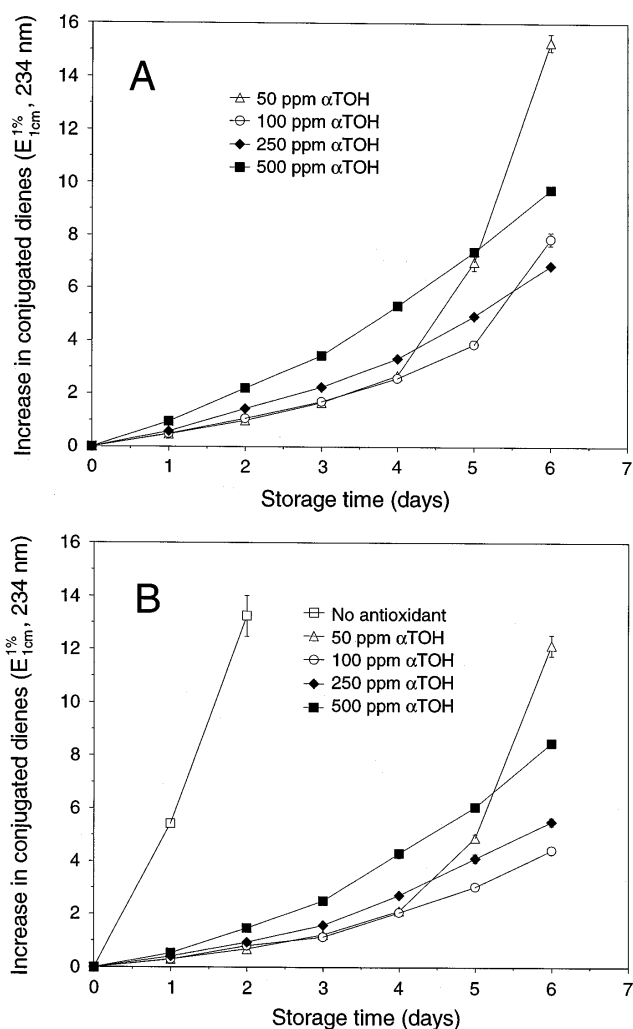 A
50 ppm αTOH
100 ppm αTOH
250 ppm αTOH
500 ppm αTOH
Increase in conjugated dienes (E1%1cm, 234 nm)
16
14
12
10
8
6
4
2
0
0 1 2 3 4 5 6 7
Storage time (days)
B
No antioxidant
50 ppm αTOH
100 ppm αTOH
250 ppm αTOH
500 ppm αTOH
Increase in conjugated dienes (E1%1cm, 234 nm)
16
14
12
10
8
6
4
2
0
0 1 2 3 4 5 6 7
Storage time (days)